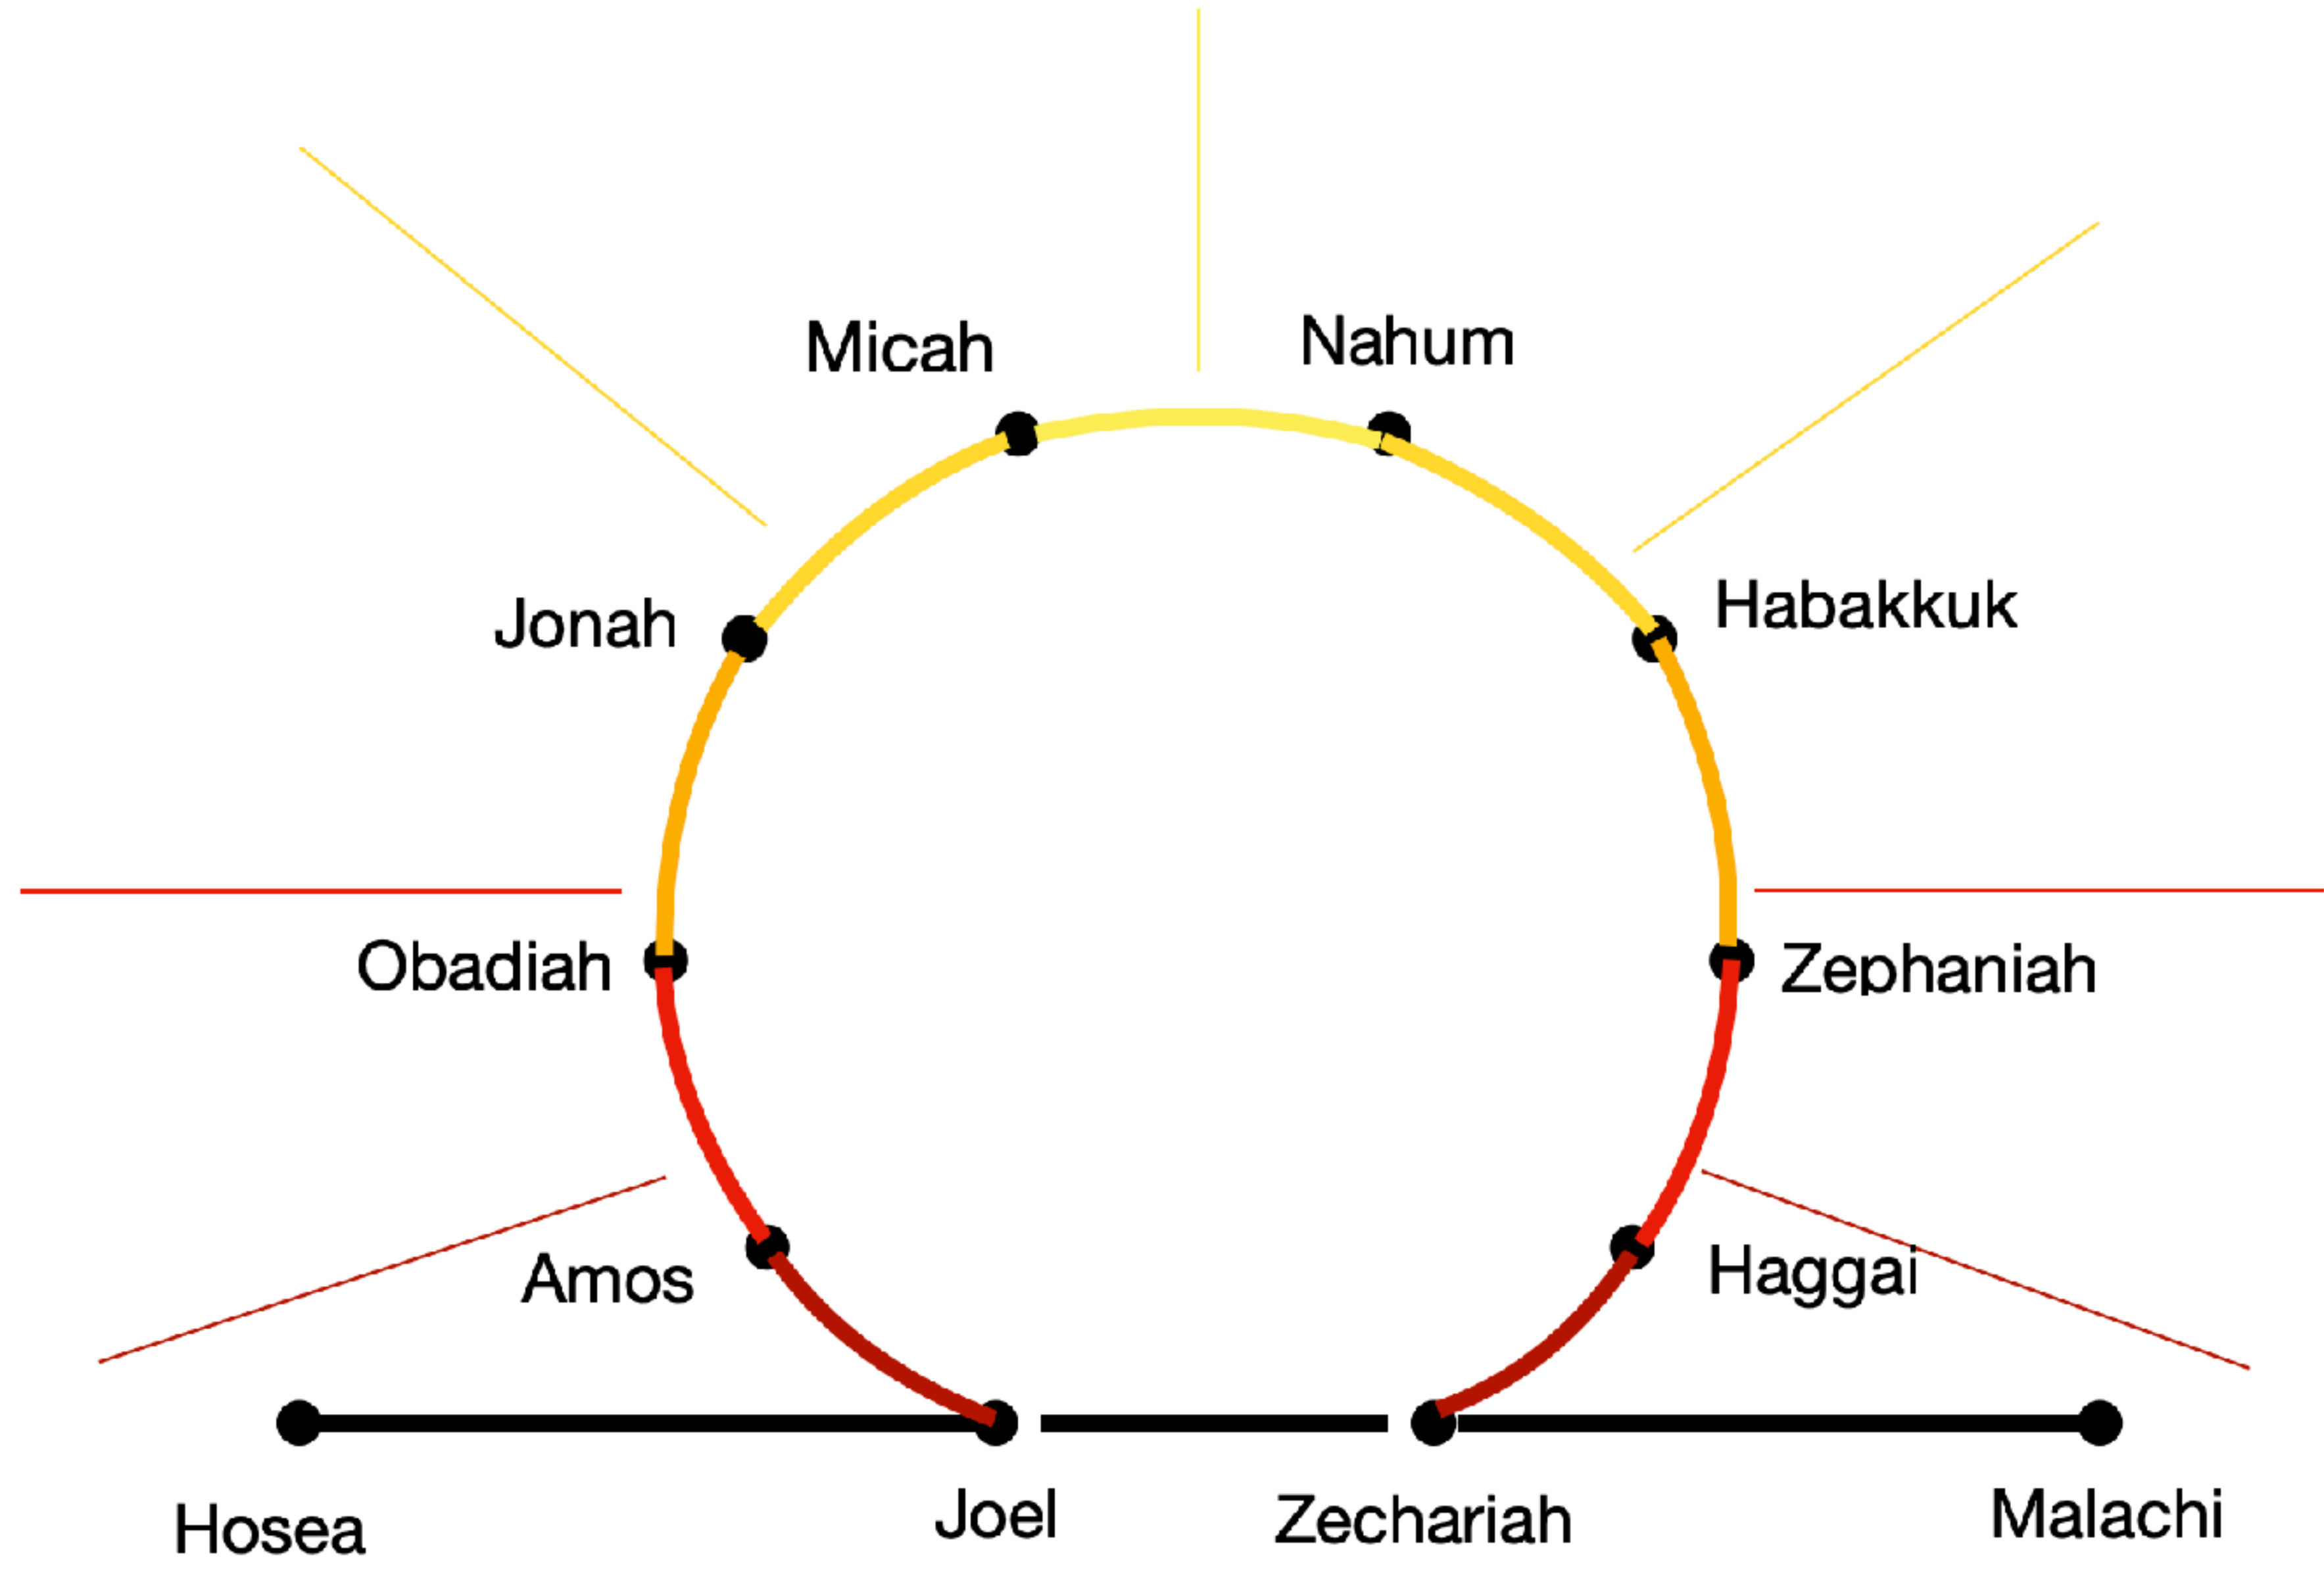 Micah
Nahum
Jonah
Habakkuk
Obadiah
Zephaniah
Amos
Haggai
Hosea
Joel
Zechariah
Malachi